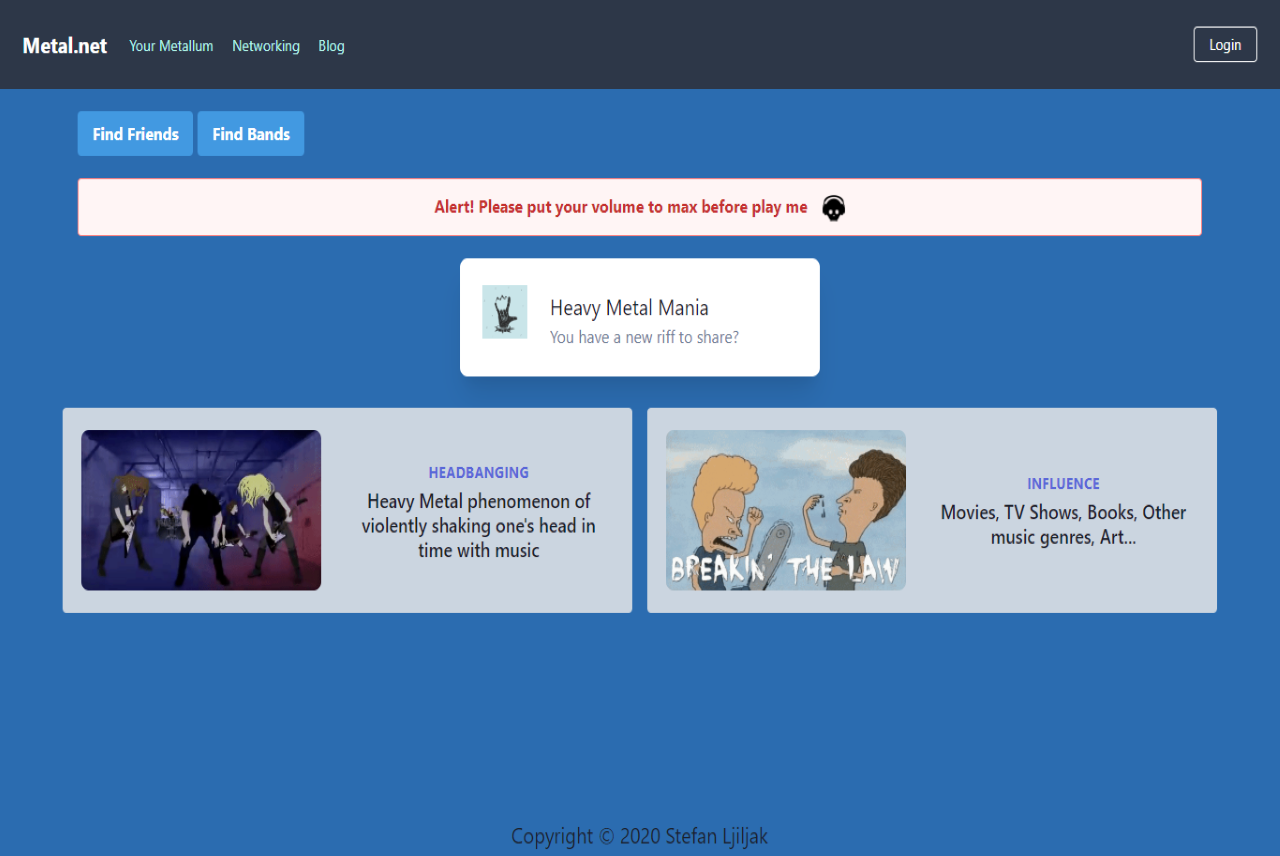 Metal.net Your Metallum Networking Blog Login
Find Friends Find Bands
Alert! Please put your volume to max before play me
Heavy Metal Mania
You have a new riff to share?
HEADBANGING
Heavy Metal phenomenon of
violently shaking one's head in
time with music
BREAKIN' THE LAW
INFLUENCE
Movies, TV Shows, Books, Other
music genres, Art...
Copyright © 2020 Stefan Ljiljak